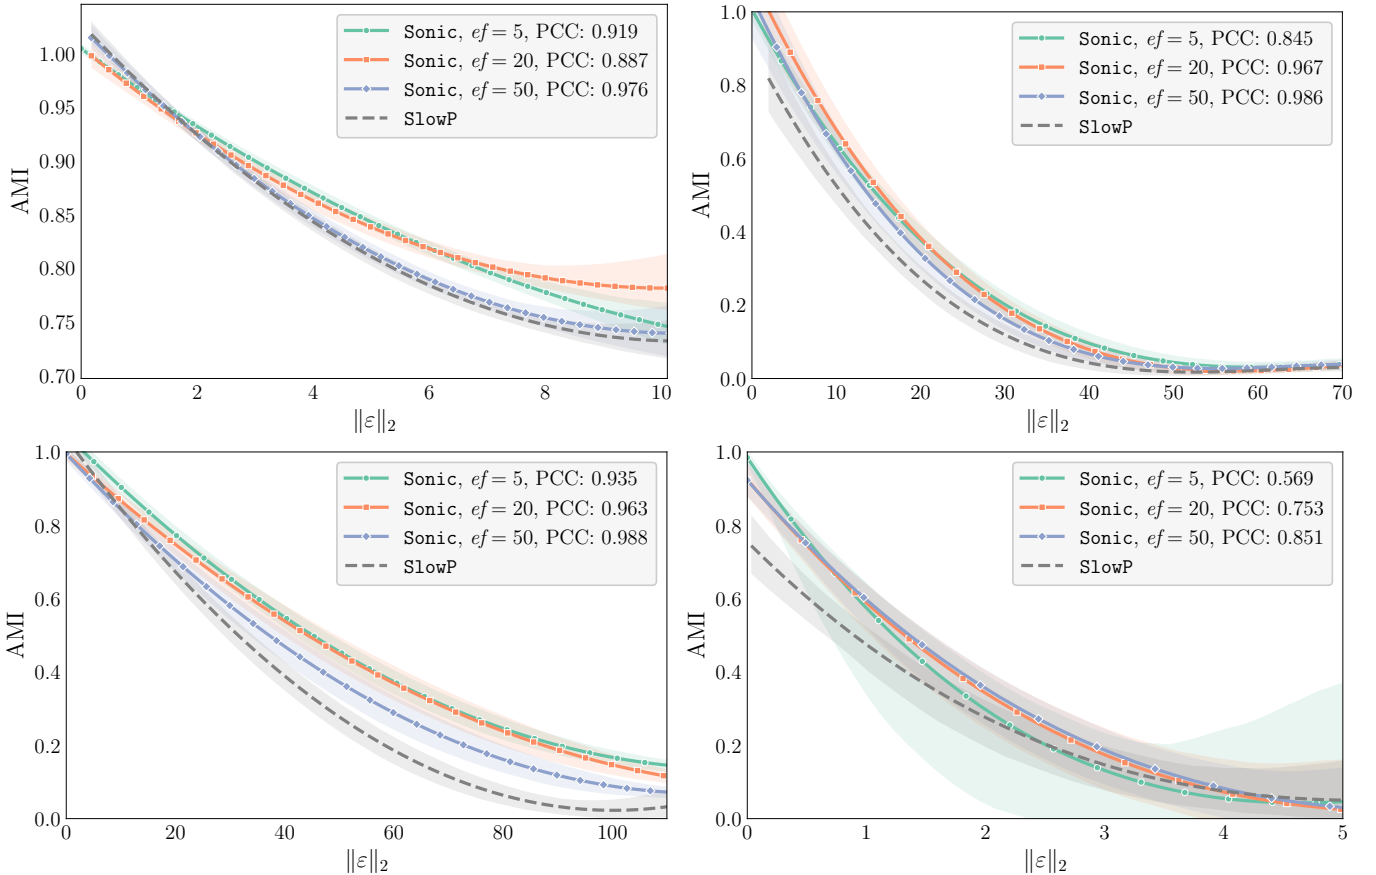 Sonic, ef = 5, PCC: 0.919
Sonic, ef = 20, PCC: 0.887
Sonic, ef = 50, PCC: 0.976
SlowP
AMI
1.00
0.95
0.90
0.85
0.80
0.75
0.70
0 2 4 6 8 10
‖ε‖₂
Sonic, ef = 5, PCC: 0.845
Sonic, ef = 20, PCC: 0.967
Sonic, ef = 50, PCC: 0.986
SlowP
AMI
1.0
0.8
0.6
0.4
0.2
0.0
0 10 20 30 40 50 60 70
‖ε‖₂
Sonic, ef = 5, PCC: 0.935
Sonic, ef = 20, PCC: 0.963
Sonic, ef = 50, PCC: 0.988
SlowP
AMI
1.0
0.8
0.6
0.4
0.2
0.0
0 20 40 60 80 100
‖ε‖₂
Sonic, ef = 5, PCC: 0.569
Sonic, ef = 20, PCC: 0.753
Sonic, ef = 50, PCC: 0.851
SlowP
AMI
1.0
0.8
0.6
0.4
0.2
0.0
0 1 2 3 4 5
‖ε‖₂